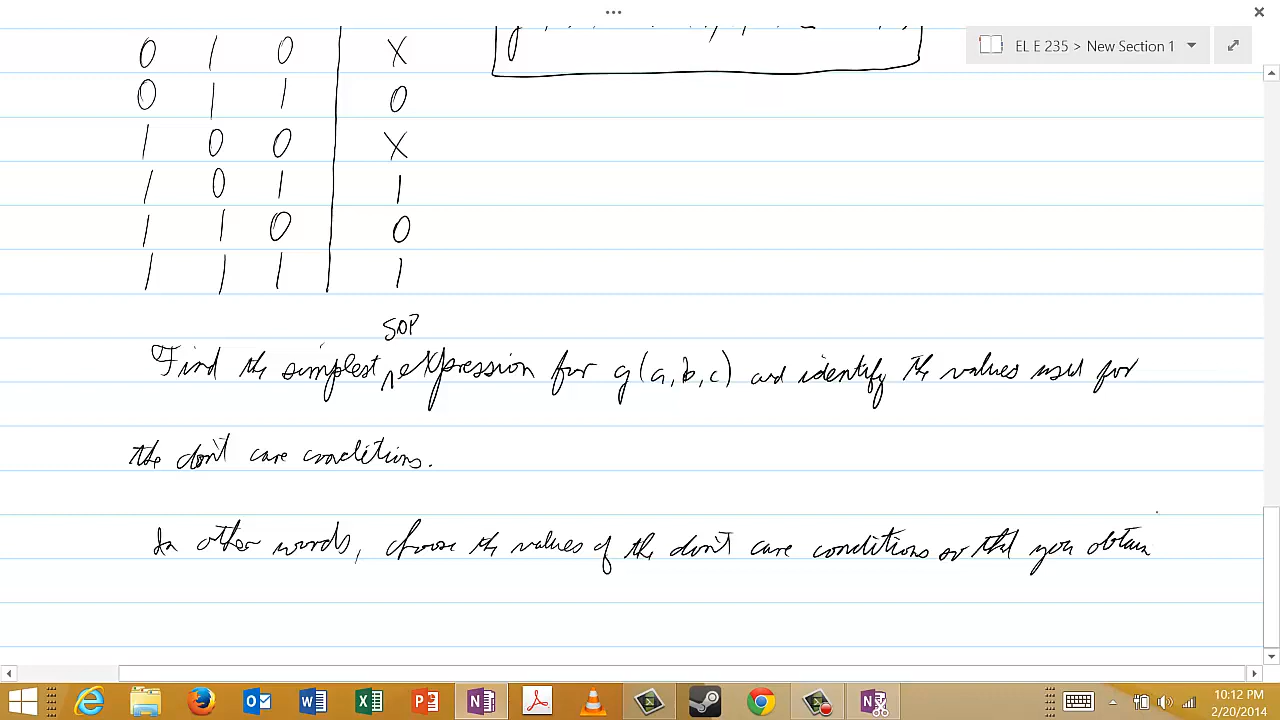 ...
EL E 235 > New Section 1
0 1 0 X
0 1 1 0
1 0 0 X
1 0 1 1
1 1 0 0
1 1 1 1
SOP
Find the simplest ^ expression for g(a,b,c) and identify the values used for
the don't care conditions.
In other words, choose the values of the don't care conditions so that you obtain
10:12 PM
2/20/2014